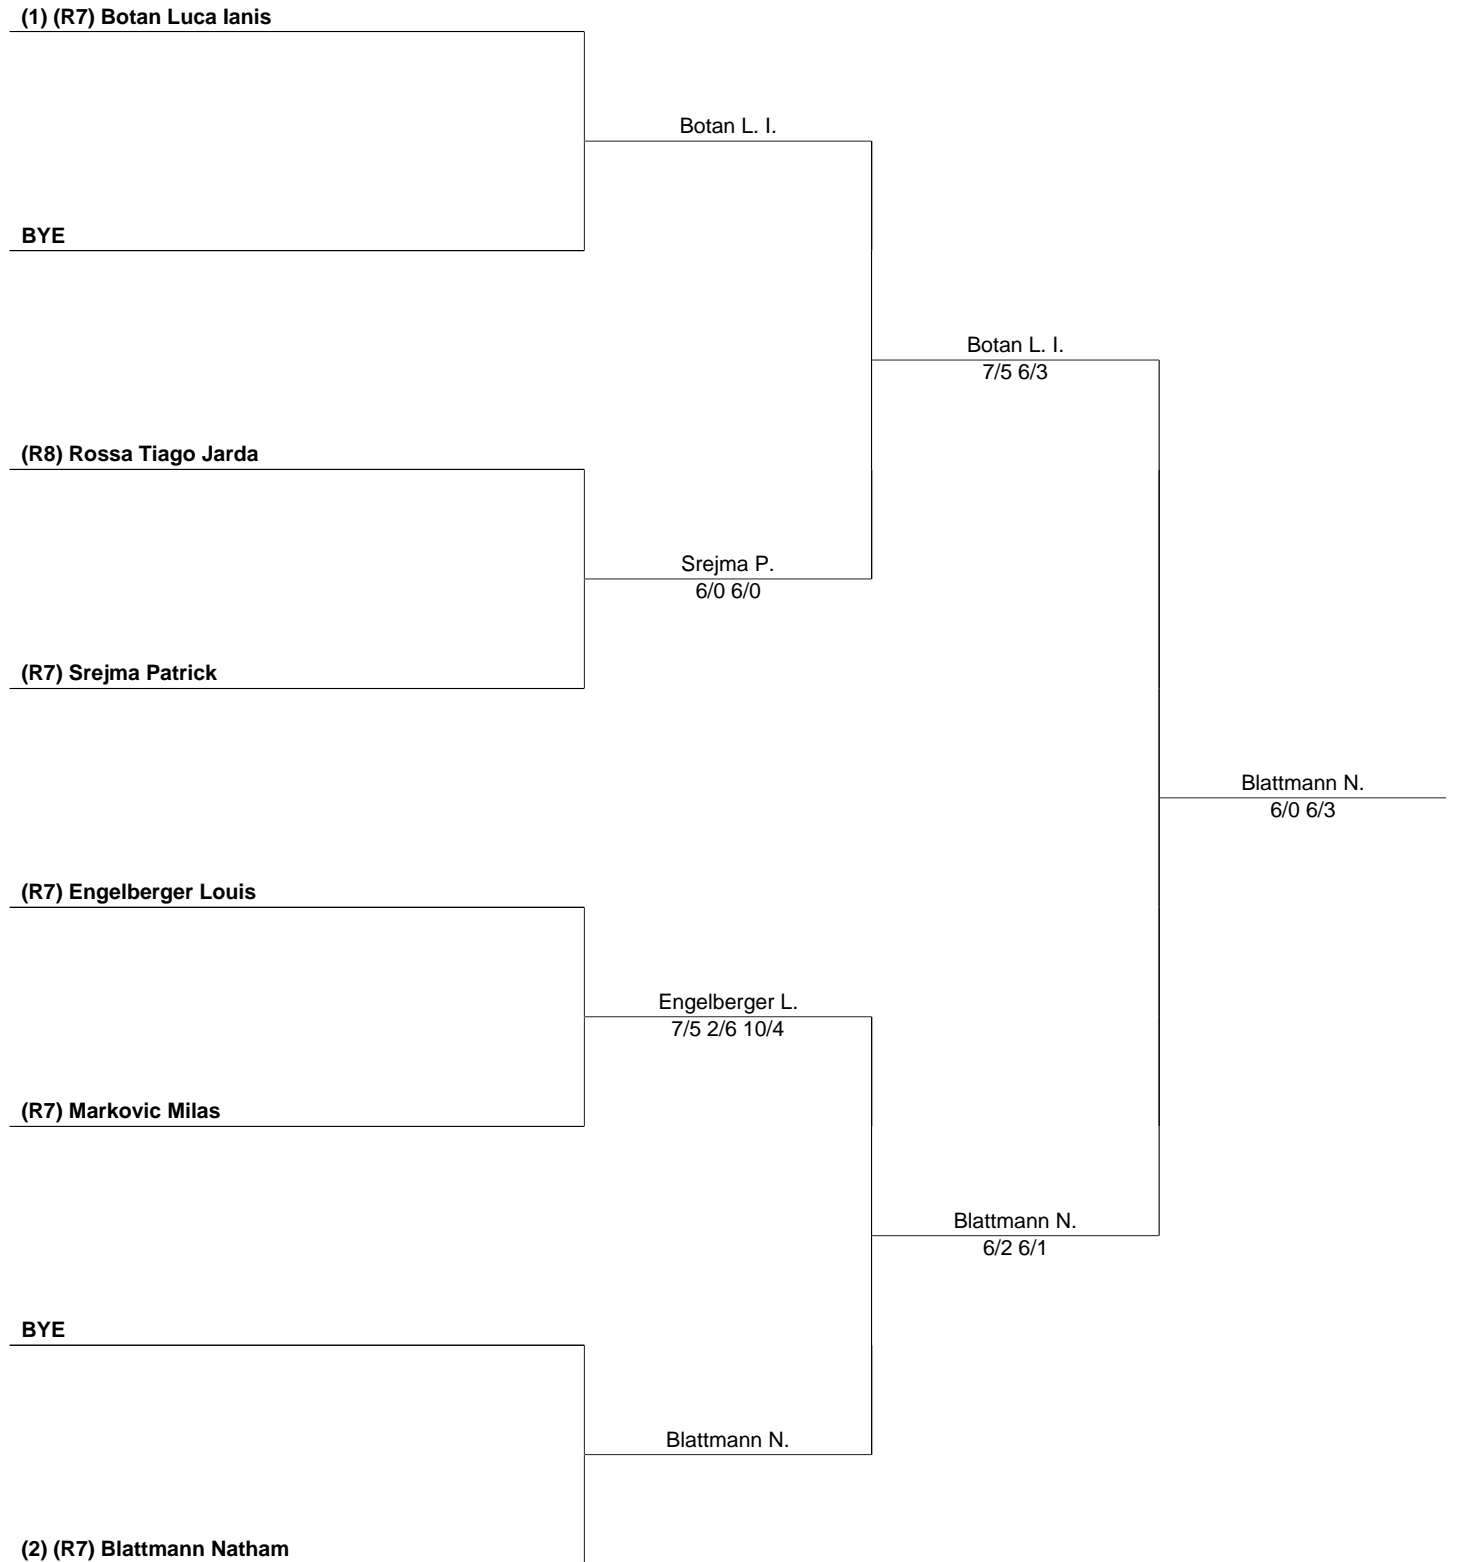 (1) (R7) Botan Luca Ianis
Botan L. I.
BYE
Botan L. I.
7/5 6/3
(R8) Rossa Tiago Jarda
Srejma P.
6/0 6/0
(R7) Srejma Patrick
Blattmann N.
6/0 6/3
(R7) Engelberger Louis
Engelberger L.
7/5 2/6 10/4
(R7) Markovic Milas
Blattmann N.
6/2 6/1
BYE
Blattmann N.
(2) (R7) Blattmann Natham